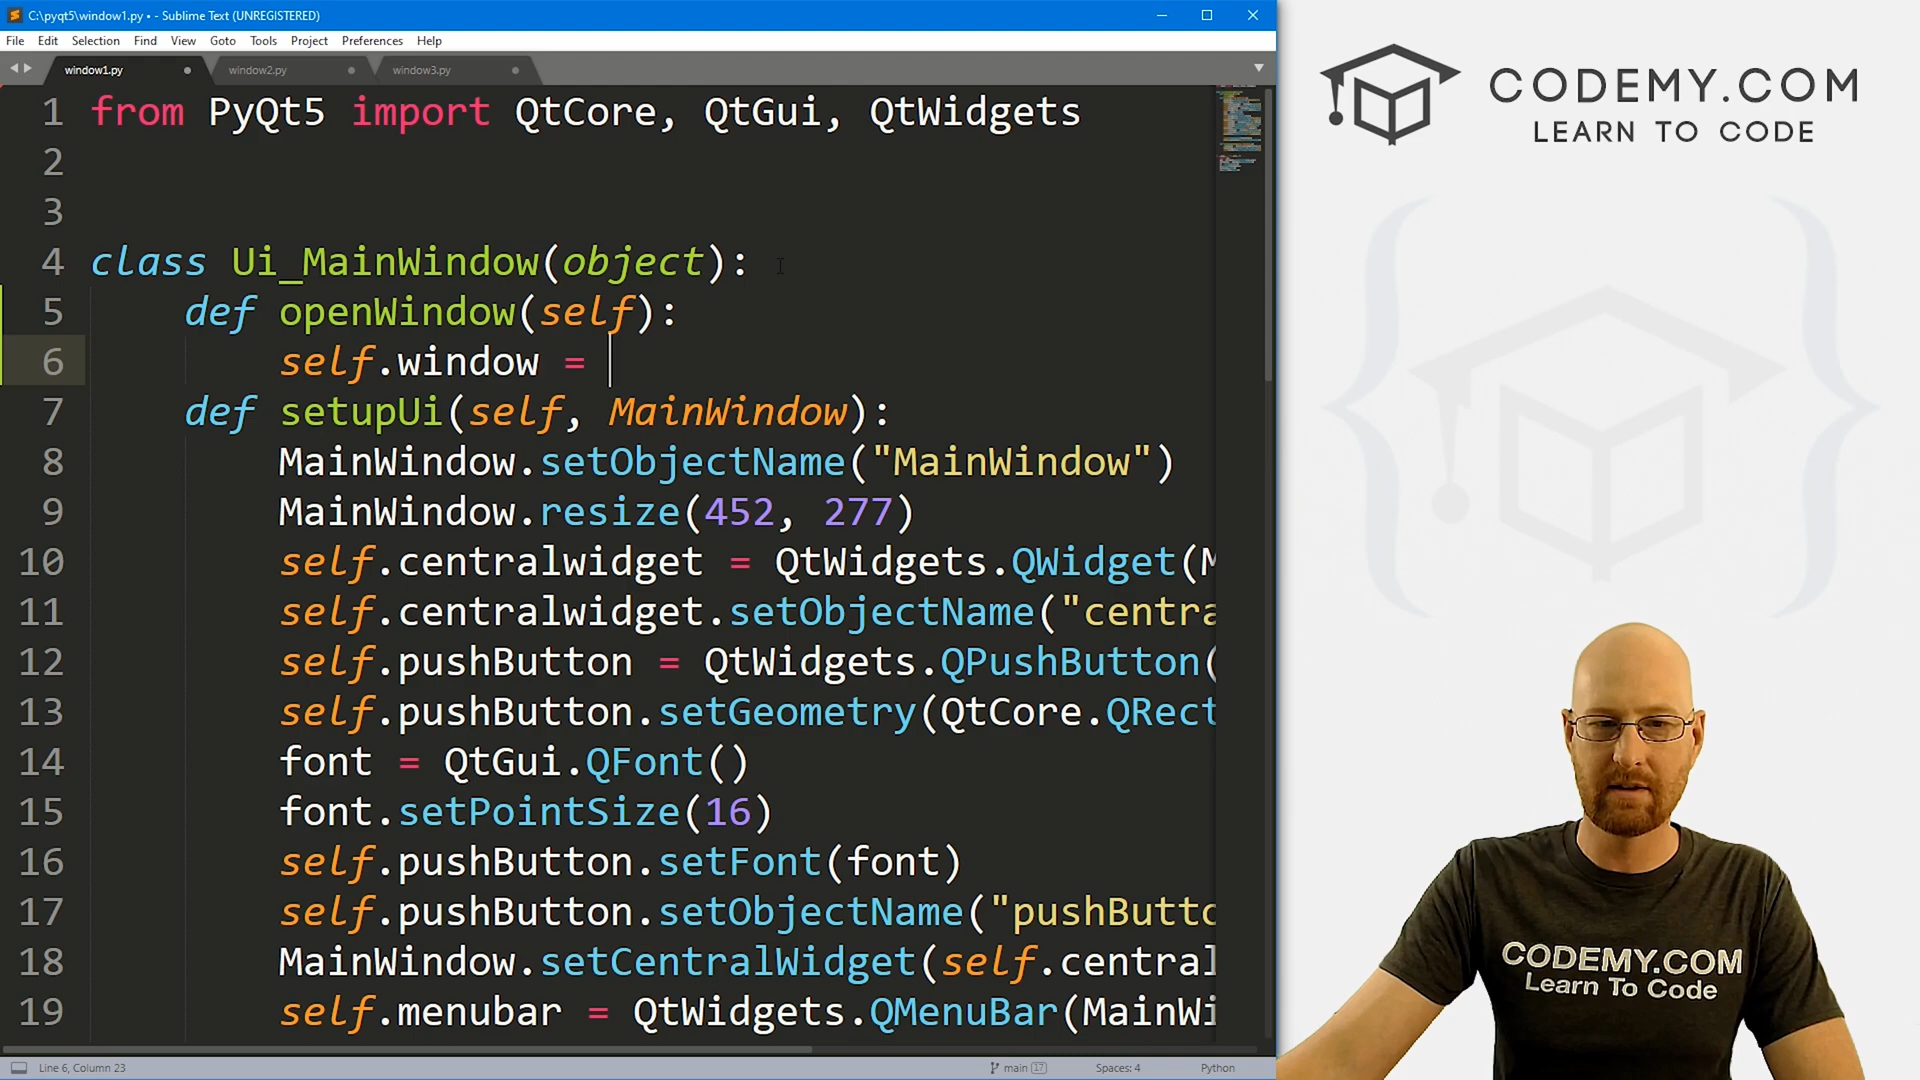 C:\pyqt5\window1.py • - Sublime Text (UNREGISTERED)
File Edit Selection Find View Goto Tools Project Preferences Help
window1.py window2.py window3.py
1 from PyQt5 import QtCore, QtGui, QtWidgets
2
3
4 class Ui_MainWindow(object):
5 def openWindow(self):
6 self.window =
7 def setupUi(self, MainWindow):
8 MainWindow.setObjectName("MainWindow")
9 MainWindow.resize(452, 277)
10 self.centralwidget = QtWidgets.QWidget(M
11 self.centralwidget.setObjectName("centra
12 self.pushButton = QtWidgets.QPushButton(
13 self.pushButton.setGeometry(QtCore.QRect
14 font = QtGui.QFont()
15 font.setPointSize(16)
16 self.pushButton.setFont(font)
17 self.pushButton.setObjectName("pushButto
18 MainWindow.setCentralWidget(self.central
19 self.menubar = QtWidgets.QMenuBar(MainWi
Line 6, Column 23 main 17 Spaces: 4 Python
CODEMY.COM
LEARN TO CODE
CODEMY.COM
Learn To Code